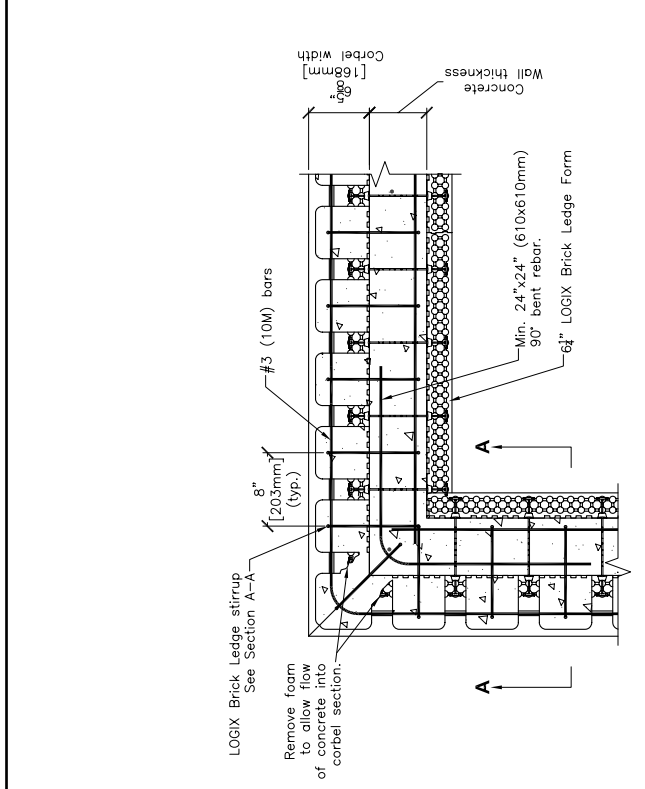 6 5/8"
[168mm]
Corbel width
Concrete
Wall thickness
#3 (10M) bars
8"
[203mm]
(typ.)
LOGIX Brick Ledge stirrup
See Section A-A
Remove foam
to allow flow
of concrete into
corbel section.
Min. 24"x24" (610x610mm)
90° bent rebar.
6¼" LOGIX Brick Ledge Form
A
A